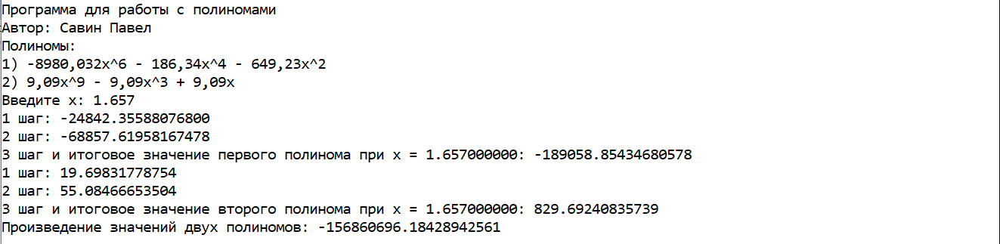 Программа для работы с полиномами
Автор: Савин Павел
Полиномы:
1) -8980,032x^6 - 186,34x^4 - 649,23x^2
2) 9,09x^9 - 9,09x^3 + 9,09x
Введите x: 1.657
1 шаг: -24842.35588076800
2 шаг: -68857.61958167478
3 шаг и итоговое значение первого полинома при x = 1.657000000: -189058.85434680578
1 шаг: 19.69831778754
2 шаг: 55.08466653504
3 шаг и итоговое значение второго полинома при x = 1.657000000: 829.69240835739
Произведение значений двух полиномов: -156860696.18428942561